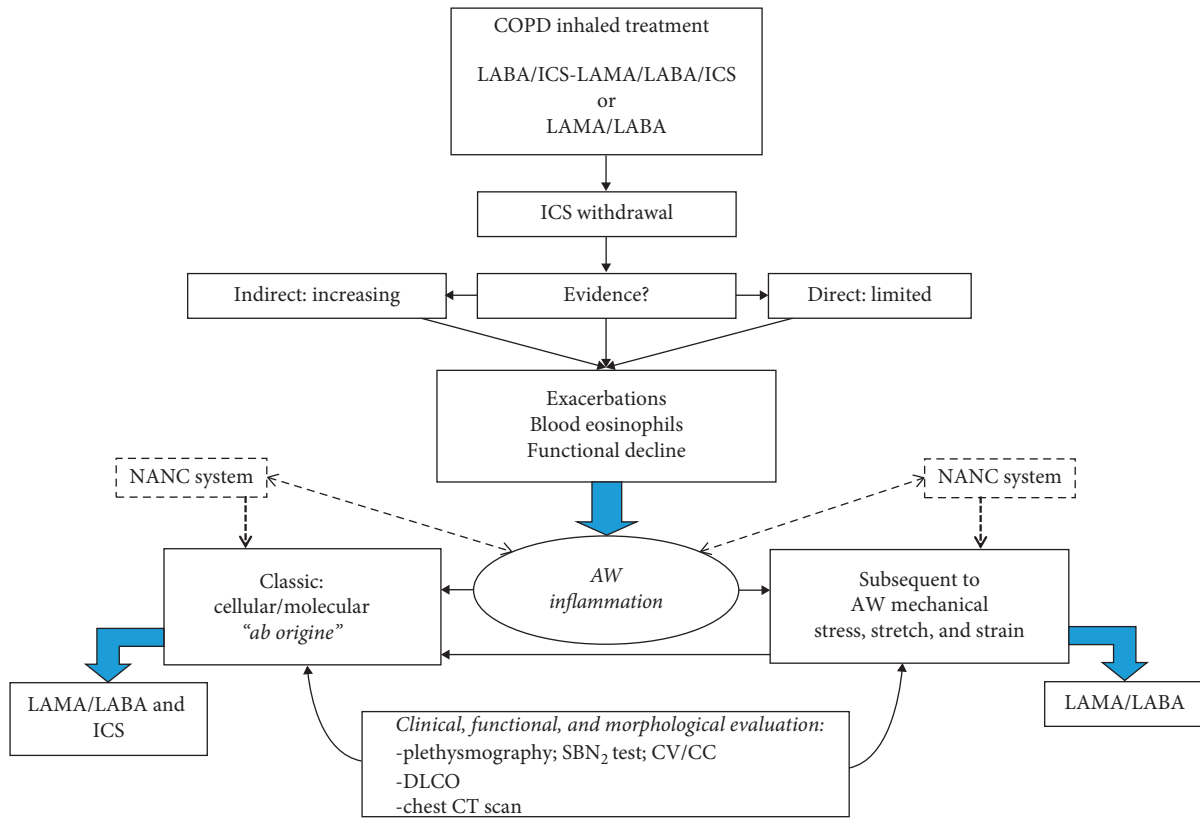 COPD inhaled treatment
LABA/ICS-LAMA/LABA/ICS
or
LAMA/LABA
ICS withdrawal
Indirect: increasing
Evidence?
Direct: limited
Exacerbations
Blood eosinophils
Functional decline
NANC system
NANC system
Classic:
cellular/molecular
“ab origine”
AW
inflammation
Subsequent to
AW mechanical
stress, stretch, and strain
LAMA/LABA and
ICS
LAMA/LABA
Clinical, functional, and morphological evaluation:
-plethysmography; SBN₂ test; CV/CC
-DLCO
-chest CT scan